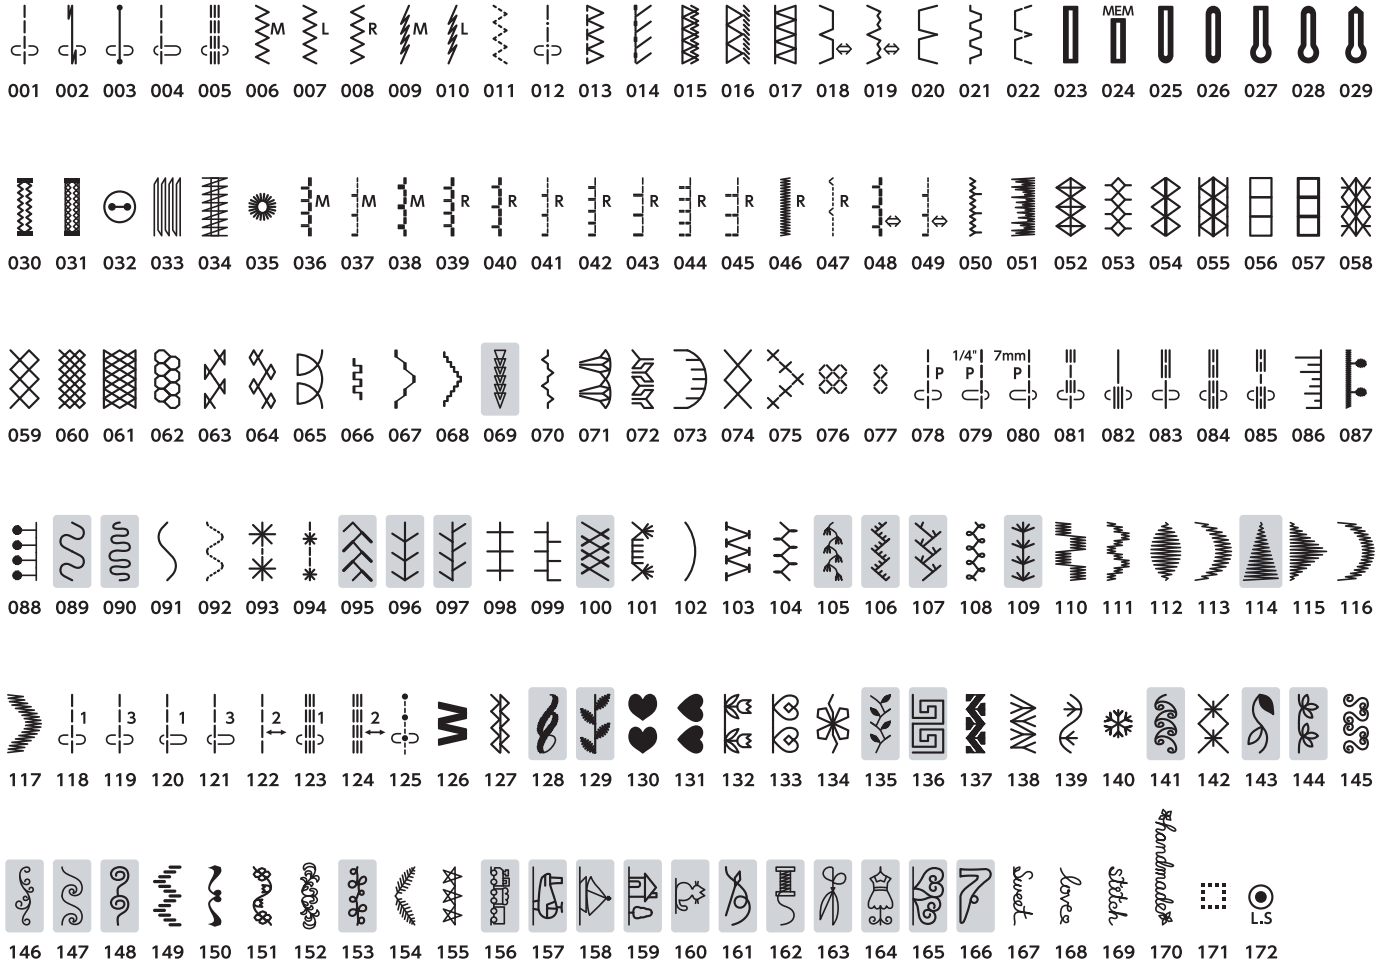 M L R M L MEM
001 002 003 004 005 006 007 008 009 010 011 012 013 014 015 016 017 018 019 020 021 022 023 024 025 026 027 028 029
M M M R R R R R R R R R
030 031 032 033 034 035 036 037 038 039 040 041 042 043 044 045 046 047 048 049 050 051 052 053 054 055 056 057 058
P 1/4" P 7mm P
059 060 061 062 063 064 065 066 067 068 069 070 071 072 073 074 075 076 077 078 079 080 081 082 083 084 085 086 087
088 089 090 091 092 093 094 095 096 097 098 099 100 101 102 103 104 105 106 107 108 109 110 111 112 113 114 115 116
1 3 1 3 2 1 2
117 118 119 120 121 122 123 124 125 126 127 128 129 130 131 132 133 134 135 136 137 138 139 140 141 142 143 144 145
Sweet love stitch handmade L.S
146 147 148 149 150 151 152 153 154 155 156 157 158 159 160 161 162 163 164 165 166 167 168 169 170 171 172